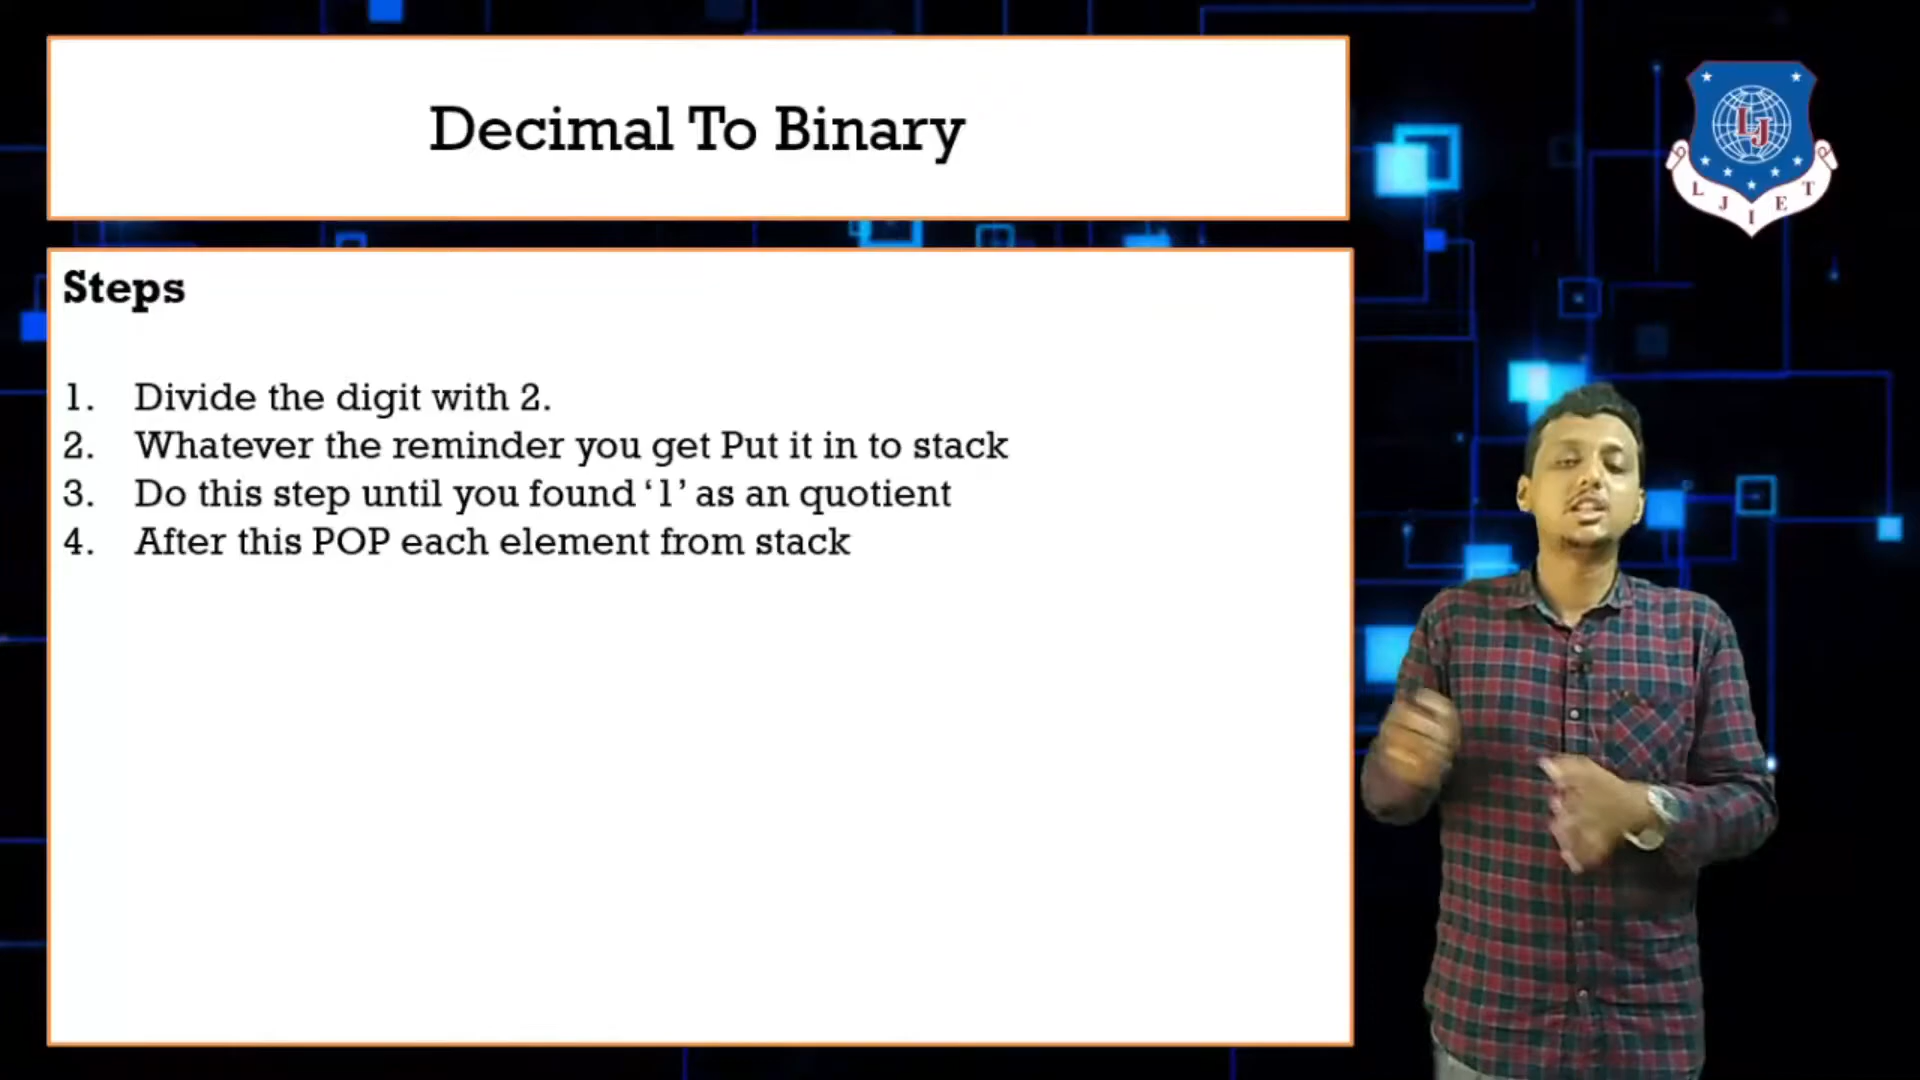 Decimal To Binary
LJ
L J I E T
Steps
1. Divide the digit with 2.
2. Whatever the reminder you get Put it in to stack
3. Do this step until you found ‘1’ as an quotient
4. After this POP each element from stack